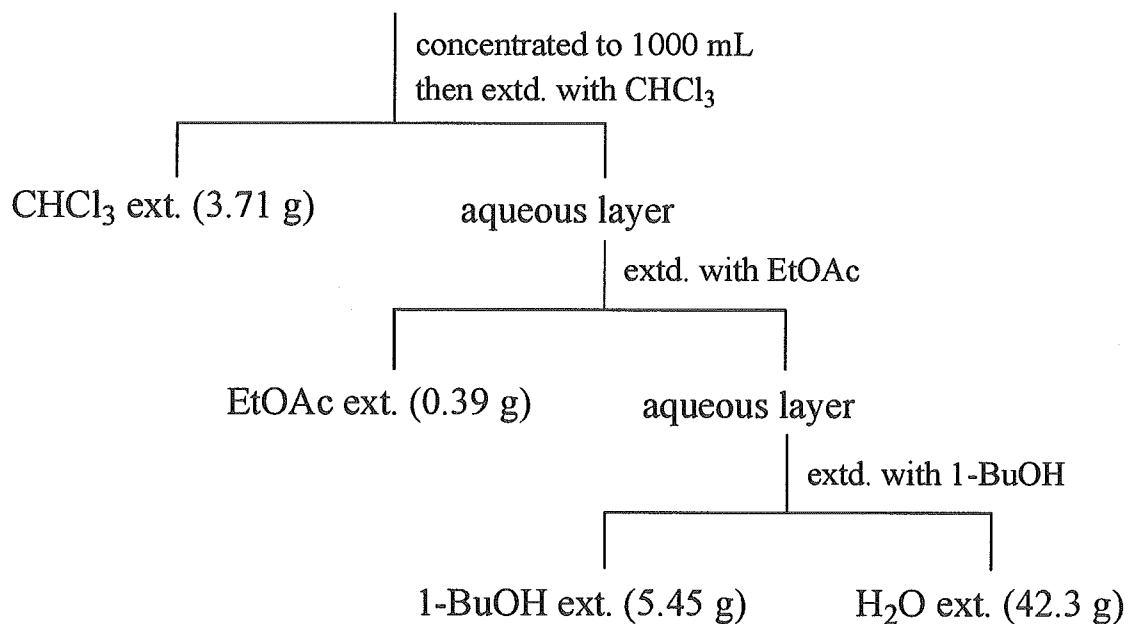 concentrated to 1000 mL
then extd. with CHCl₃
CHCl₃ ext. (3.71 g)
aqueous layer
extd. with EtOAc
EtOAc ext. (0.39 g)
aqueous layer
extd. with 1-BuOH
1-BuOH ext. (5.45 g)
H₂O ext. (42.3 g)